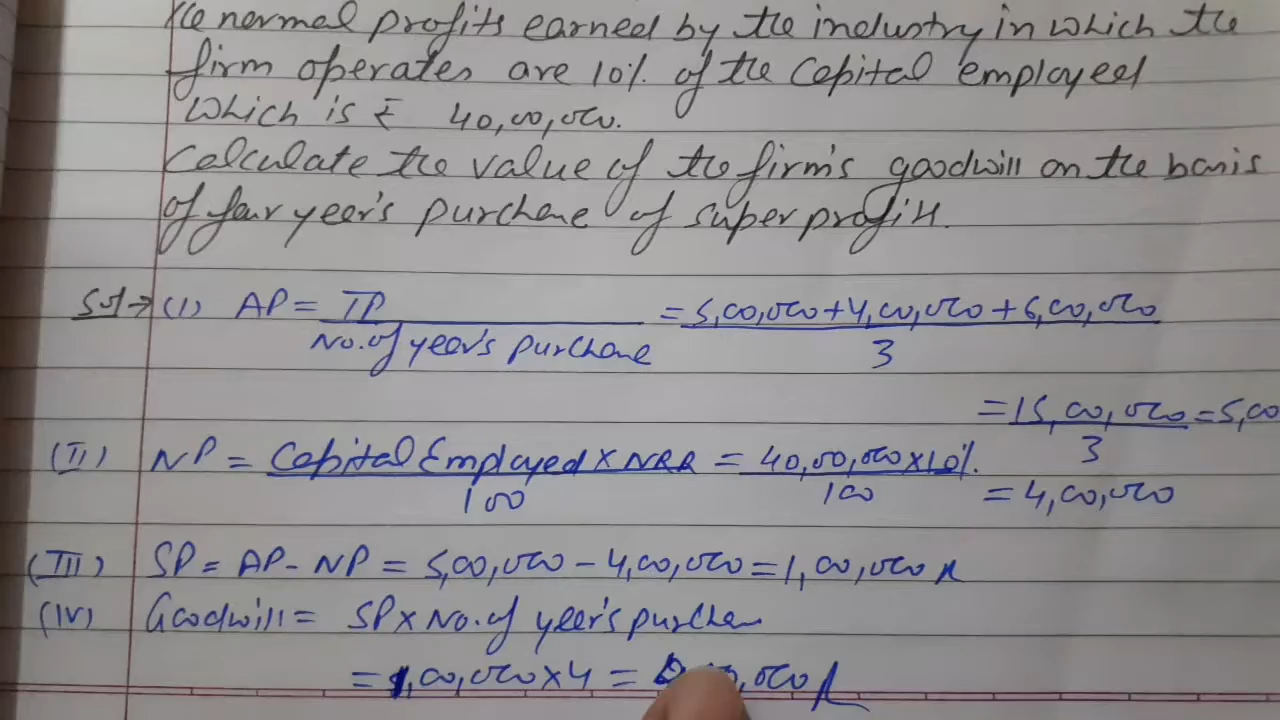 the normal profits earned by the industry in which the
firm operates are 10% of the Capital employed
which is ₹ 40,00,000.
Calculate the value of the firm's goodwill on the basis
of four year's purchase of super profit.
Sol→ (I) AP = TP / No. of year's purchase = 5,00,000 + 4,00,000 + 6,00,000 / 3
= 15,00,000 / 3 = 5,00
(II) NP = Capital Employed × NRR / 100 = 40,00,000 × 10% / 100 = 4,00,000
(III) SP = AP - NP = 5,00,000 - 4,00,000 = 1,00,000
(IV) Goodwill = SP × No. of year's purchase
= 1,00,000 × 4 = ,000